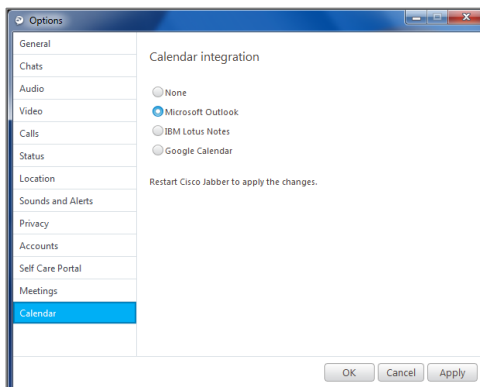 Options
General
Chats
Audio
Video
Calls
Status
Location
Sounds and Alerts
Privacy
Accounts
Self Care Portal
Meetings
Calendar
Calendar integration
None
Microsoft Outlook
IBM Lotus Notes
Google Calendar
Restart Cisco Jabber to apply the changes.
OK
Cancel
Apply